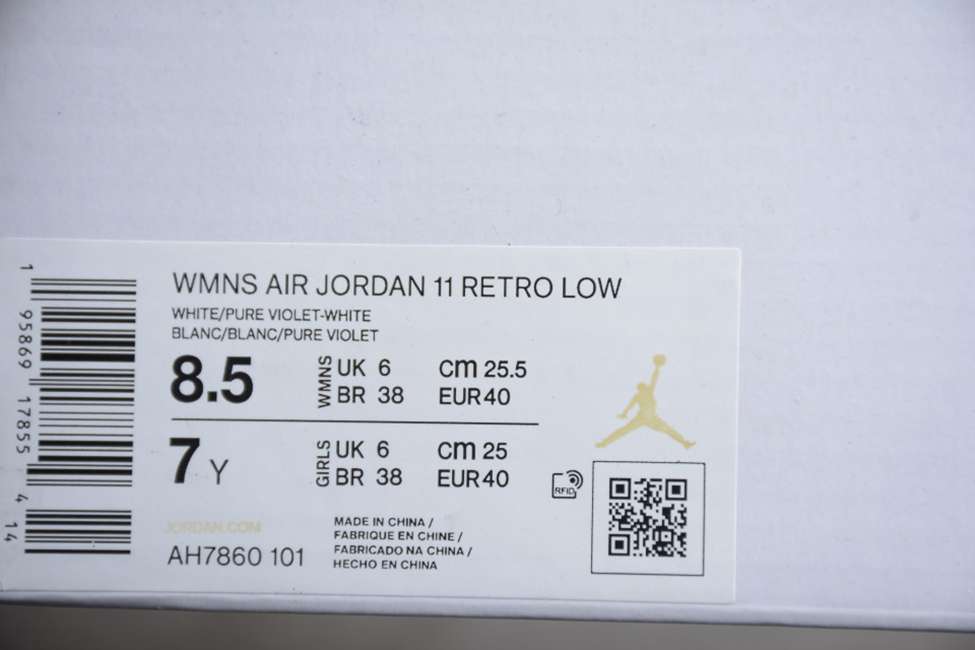 WMNS AIR JORDAN 11 RETRO LOW
WHITE/PURE VIOLET-WHITE
BLANC/BLANC/PURE VIOLET
8.5 WMNS UK 6 cm 25.5
BR 38 EUR 40
7 Y GIRLS UK 6 cm 25
BR 38 EUR 40
RFID
JORDAN.COM
AH7860 101
MADE IN CHINA /
FABRIQUE EN CHINE /
FABRICADO NA CHINA /
HECHO EN CHINA
1 95869 17855 4 14